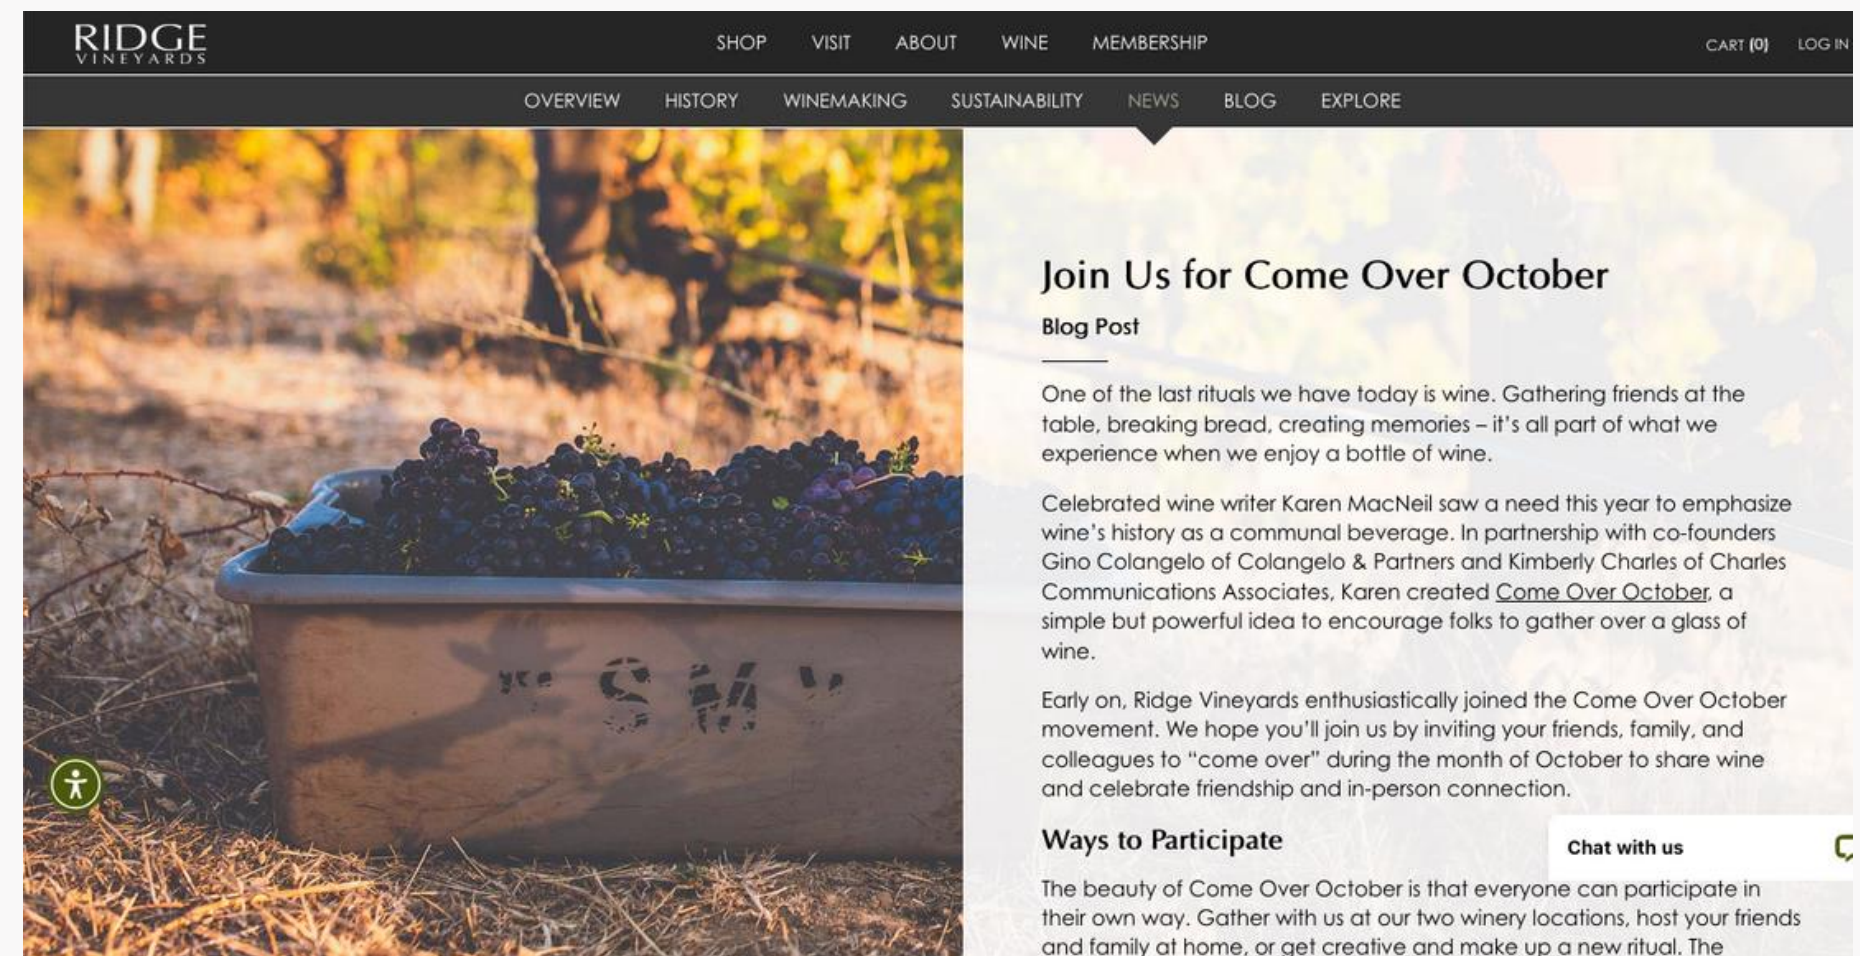 RIDGE
VINEYARDS
SHOP VISIT ABOUT WINE MEMBERSHIP
CART (0) LOG IN
OVERVIEW HISTORY WINEMAKING SUSTAINABILITY NEWS BLOG EXPLORE
Join Us for Come Over October
Blog Post
One of the last rituals we have today is wine. Gathering friends at the
table, breaking bread, creating memories – it’s all part of what we
experience when we enjoy a bottle of wine.
Celebrated wine writer Karen MacNeil saw a need this year to emphasize
wine’s history as a communal beverage. In partnership with co-founders
Gino Colangelo of Colangelo & Partners and Kimberly Charles of Charles
Communications Associates, Karen created Come Over October, a
simple but powerful idea to encourage folks to gather over a glass of
wine.
Early on, Ridge Vineyards enthusiastically joined the Come Over October
movement. We hope you’ll join us by inviting your friends, family, and
colleagues to “come over” during the month of October to share wine
and celebrate friendship and in-person connection.
Ways to Participate
Chat with us
The beauty of Come Over October is that everyone can participate in
their own way. Gather with us at our two winery locations, host your friends
and family at home, or get creative and make up a new ritual. The